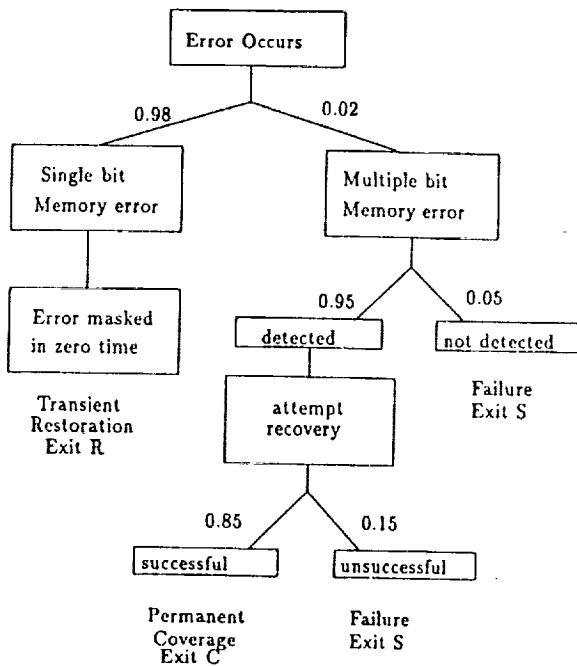 Error Occurs
0.98
0.02
Single bit
Memory error
Multiple bit
Memory error
0.95
0.05
Error masked
in zero time
detected
not detected
Transient
Restoration
Exit R
attempt
recovery
Failure
Exit S
0.85
0.15
successful
unsuccessful
Permanent
Coverage
Exit C
Failure
Exit S